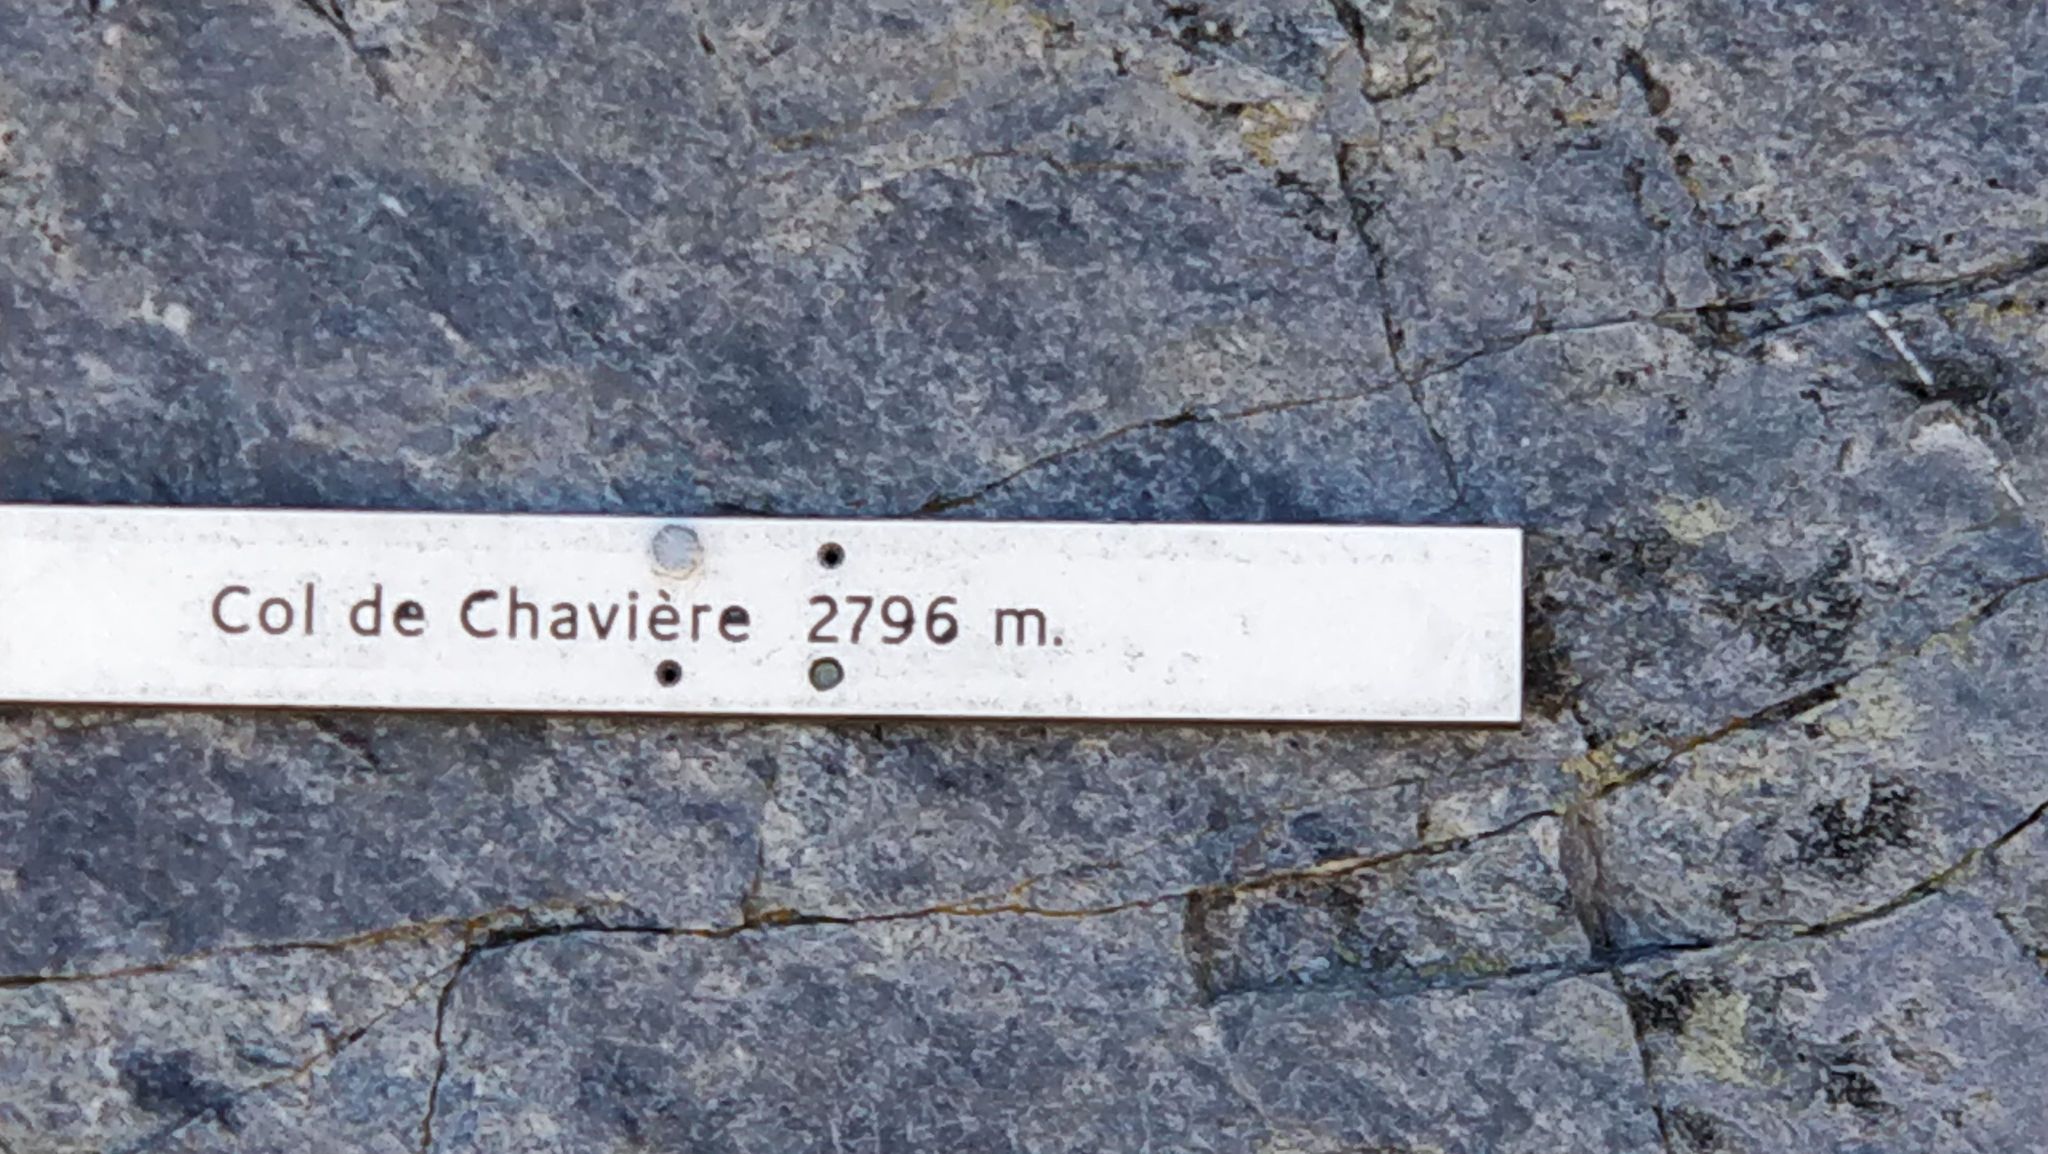 Col de Chavière 2796 m.